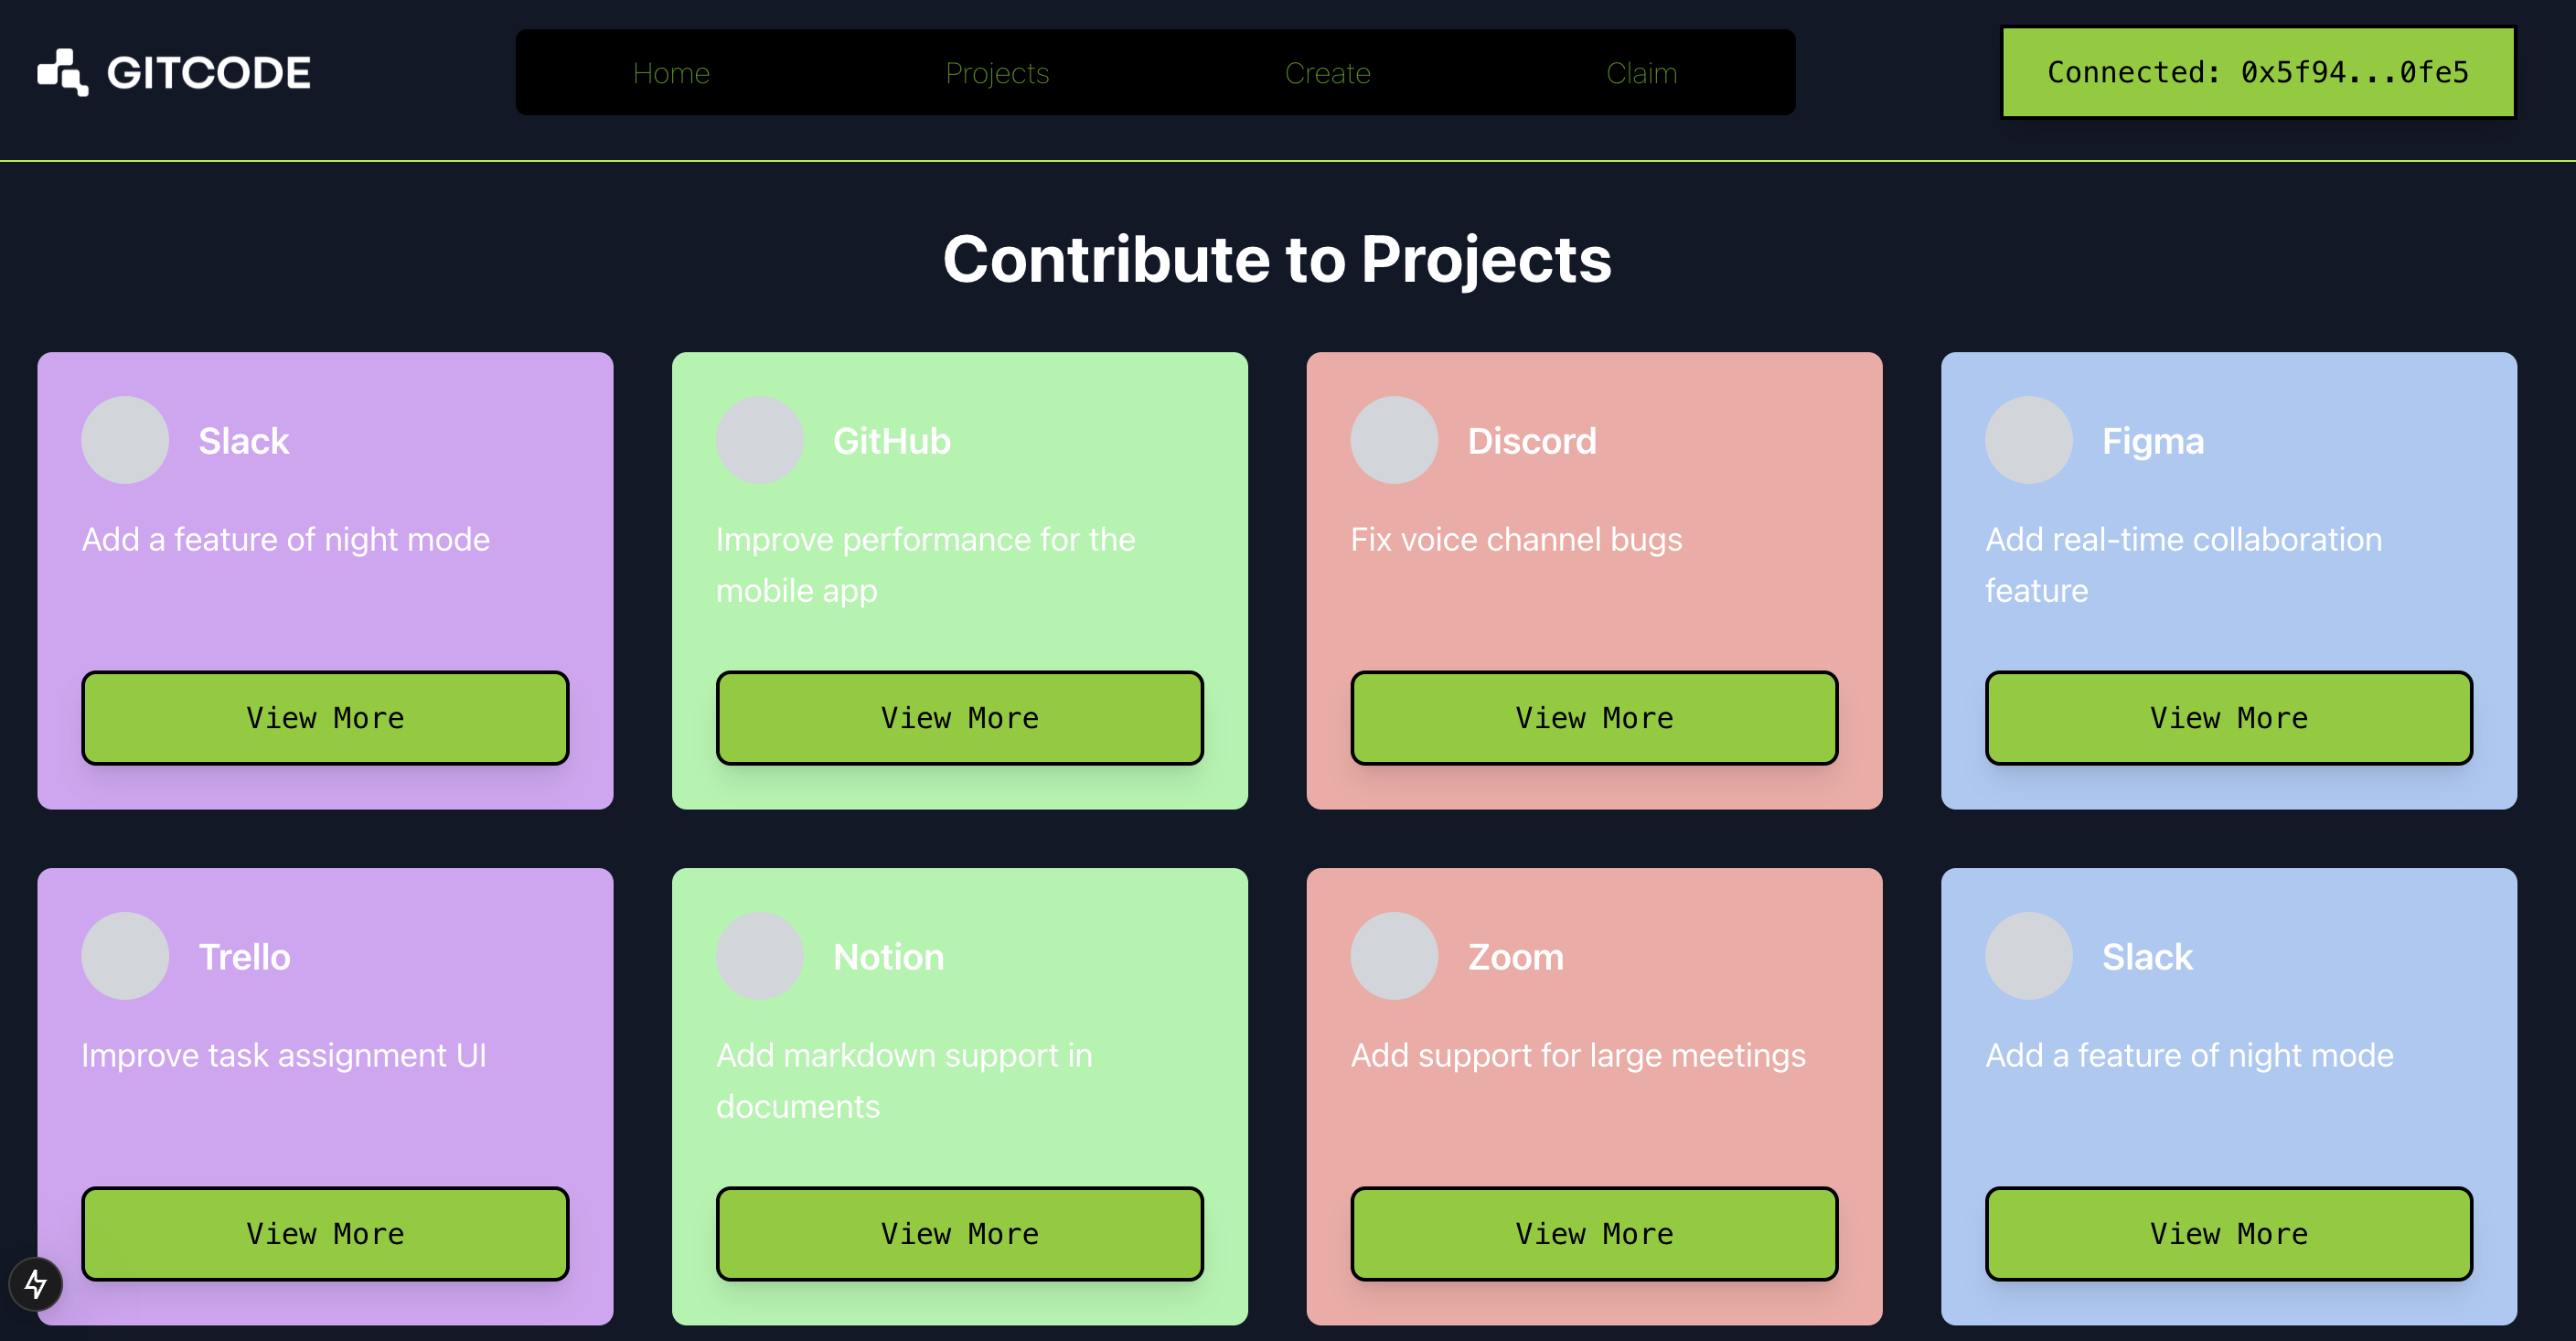 GITCODE
Home
Projects
Create
Claim
Connected: 0x5f94...0fe5
Contribute to Projects
Slack
Add a feature of night mode
View More
GitHub
Improve performance for the
mobile app
View More
Discord
Fix voice channel bugs
View More
Figma
Add real-time collaboration
feature
View More
Trello
Improve task assignment UI
View More
Notion
Add markdown support in
documents
View More
Zoom
Add support for large meetings
View More
Slack
Add a feature of night mode
View More